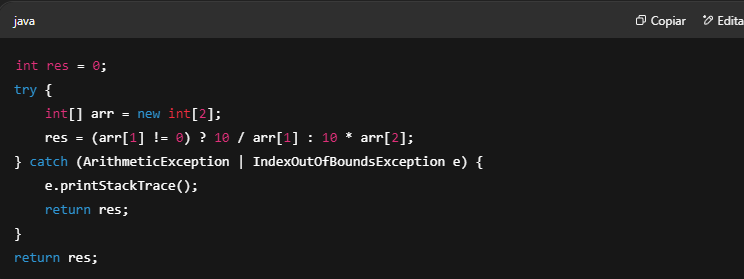 java Copiar Edita
int res = 0;
try {
    int[] arr = new int[2];
    res = (arr[1] != 0) ? 10 / arr[1] : 10 * arr[2];
} catch (ArithmeticException | IndexOutOfBoundsException e) {
    e.printStackTrace();
    return res;
}
return res;